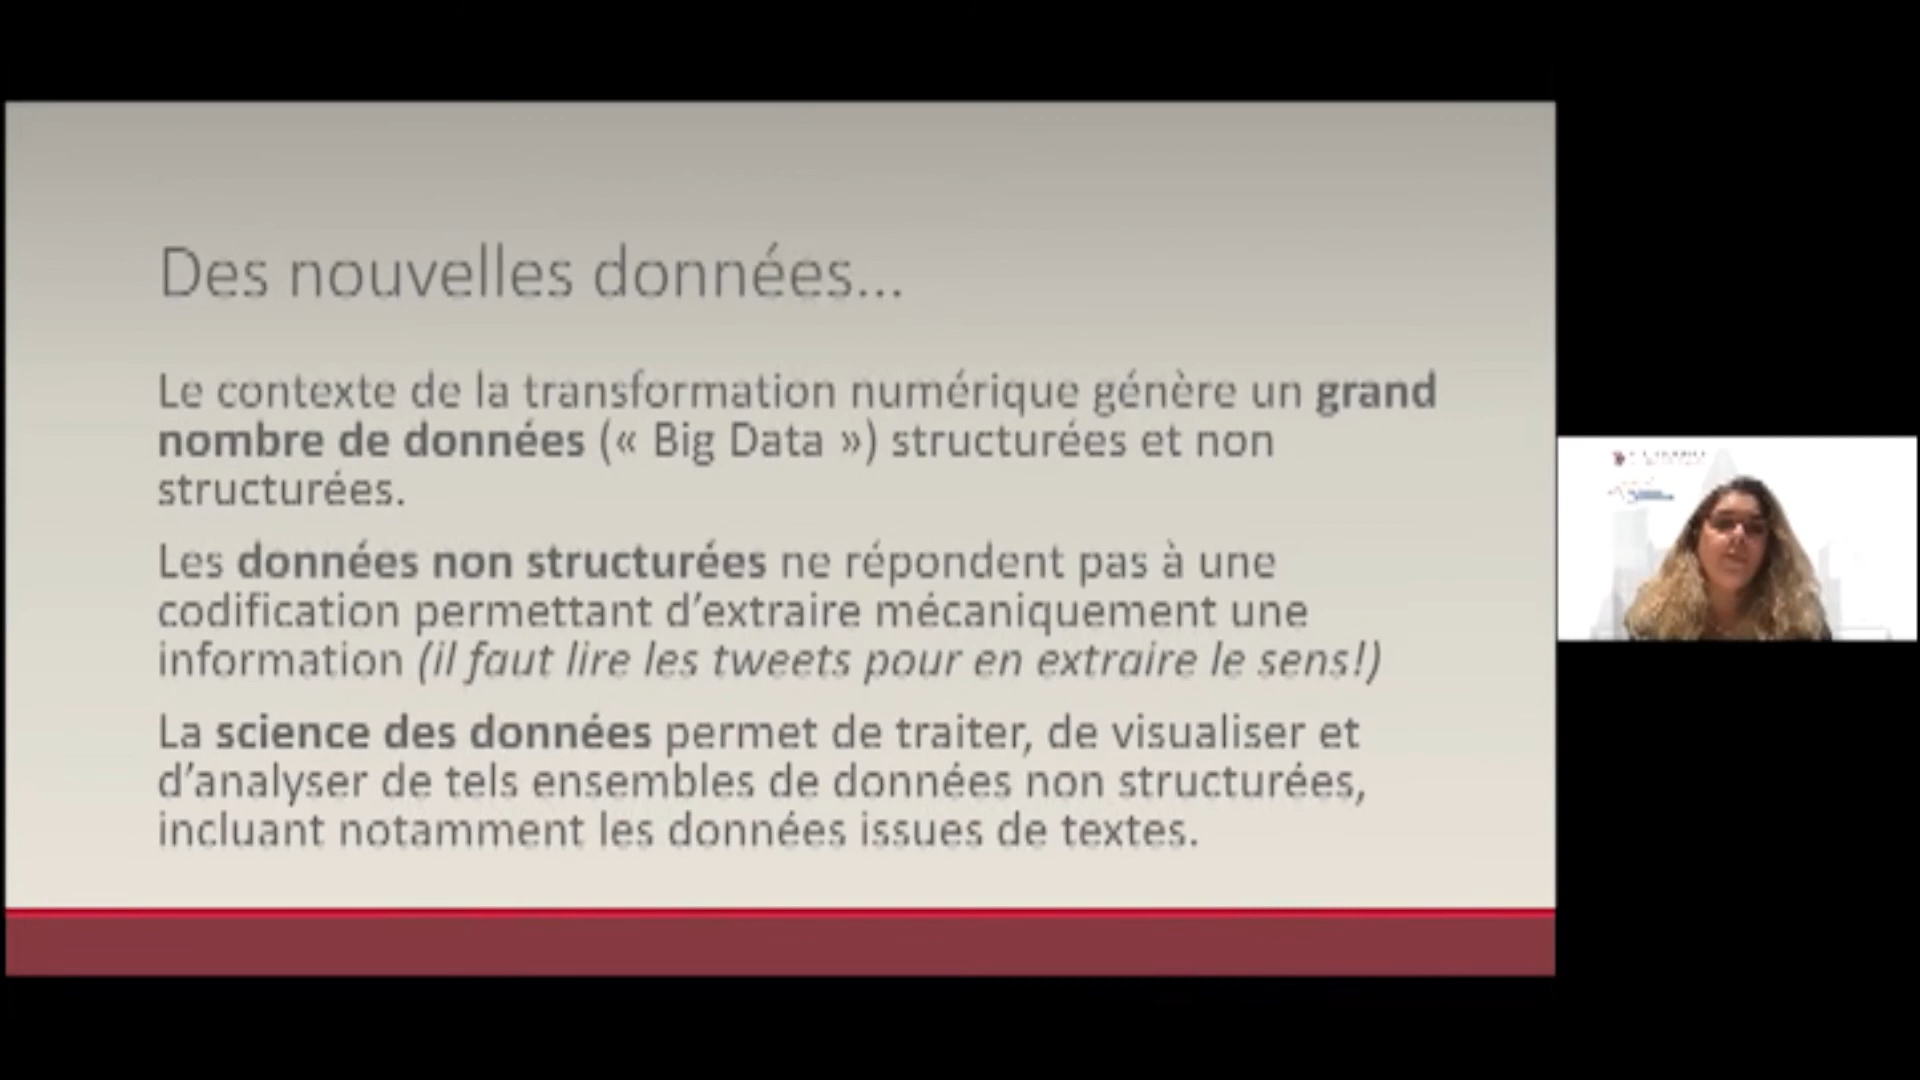 Des nouvelles données...
Le contexte de la transformation numérique génère un grand
nombre de données (« Big Data ») structurées et non
structurées.
Les données non structurées ne répondent pas à une
codification permettant d’extraire mécaniquement une
information (il faut lire les tweets pour en extraire le sens!)
La science des données permet de traiter, de visualiser et
d’analyser de tels ensembles de données non structurées,
incluant notamment les données issues de textes.